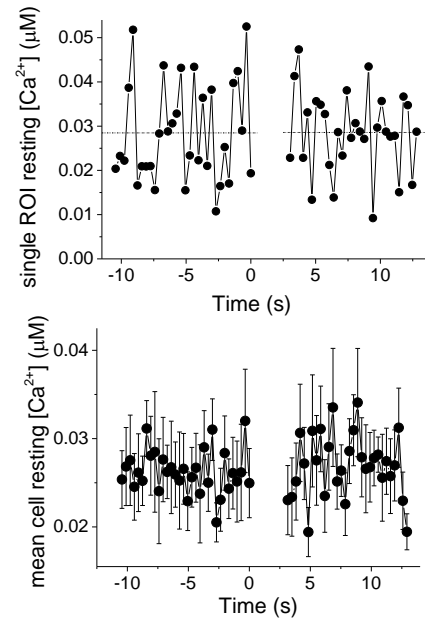 single ROI resting [Ca²⁺] (μM)
0.05
0.04
0.03
0.02
0.01
0.00
-10 -5 0 5 10
Time (s)
mean cell resting [Ca²⁺] (μM)
0.04
0.03
0.02
-10 -5 0 5 10
Time (s)